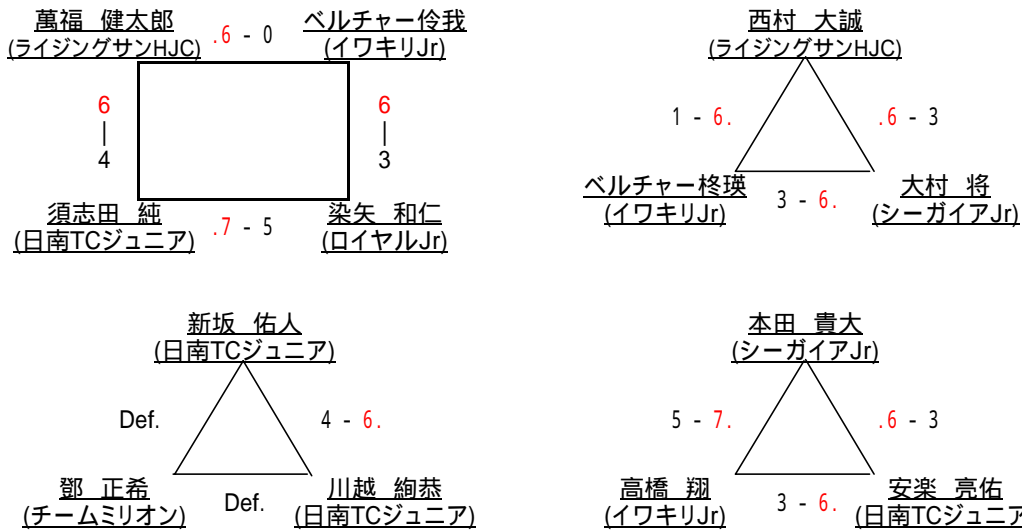 萬福 健太郎
(ライジングサンHJC)
.6 - 0
ベルチャー伶我
(イワキリJr)
6
|
4
6
|
3
須志田 純
(日南TCジュニア)
.7 - 5
染矢 和仁
(ロイヤルJr)
西村 大誠
(ライジングサンHJC)
1 - 6.
.6 - 3
ベルチャー柊瑛
(イワキリJr)
3 - 6.
大村 将
(シーガイアJr)
新坂 佑人
(日南TCジュニア)
Def.
4 - 6.
鄧 正希
(チームミリオン)
Def.
川越 絢恭
(日南TCジュニア)
本田 貴大
(シーガイアJr)
5 - 7.
.6 - 3
高橋 翔
(イワキリJr)
3 - 6.
安楽 亮佑
(日南TCジュニア